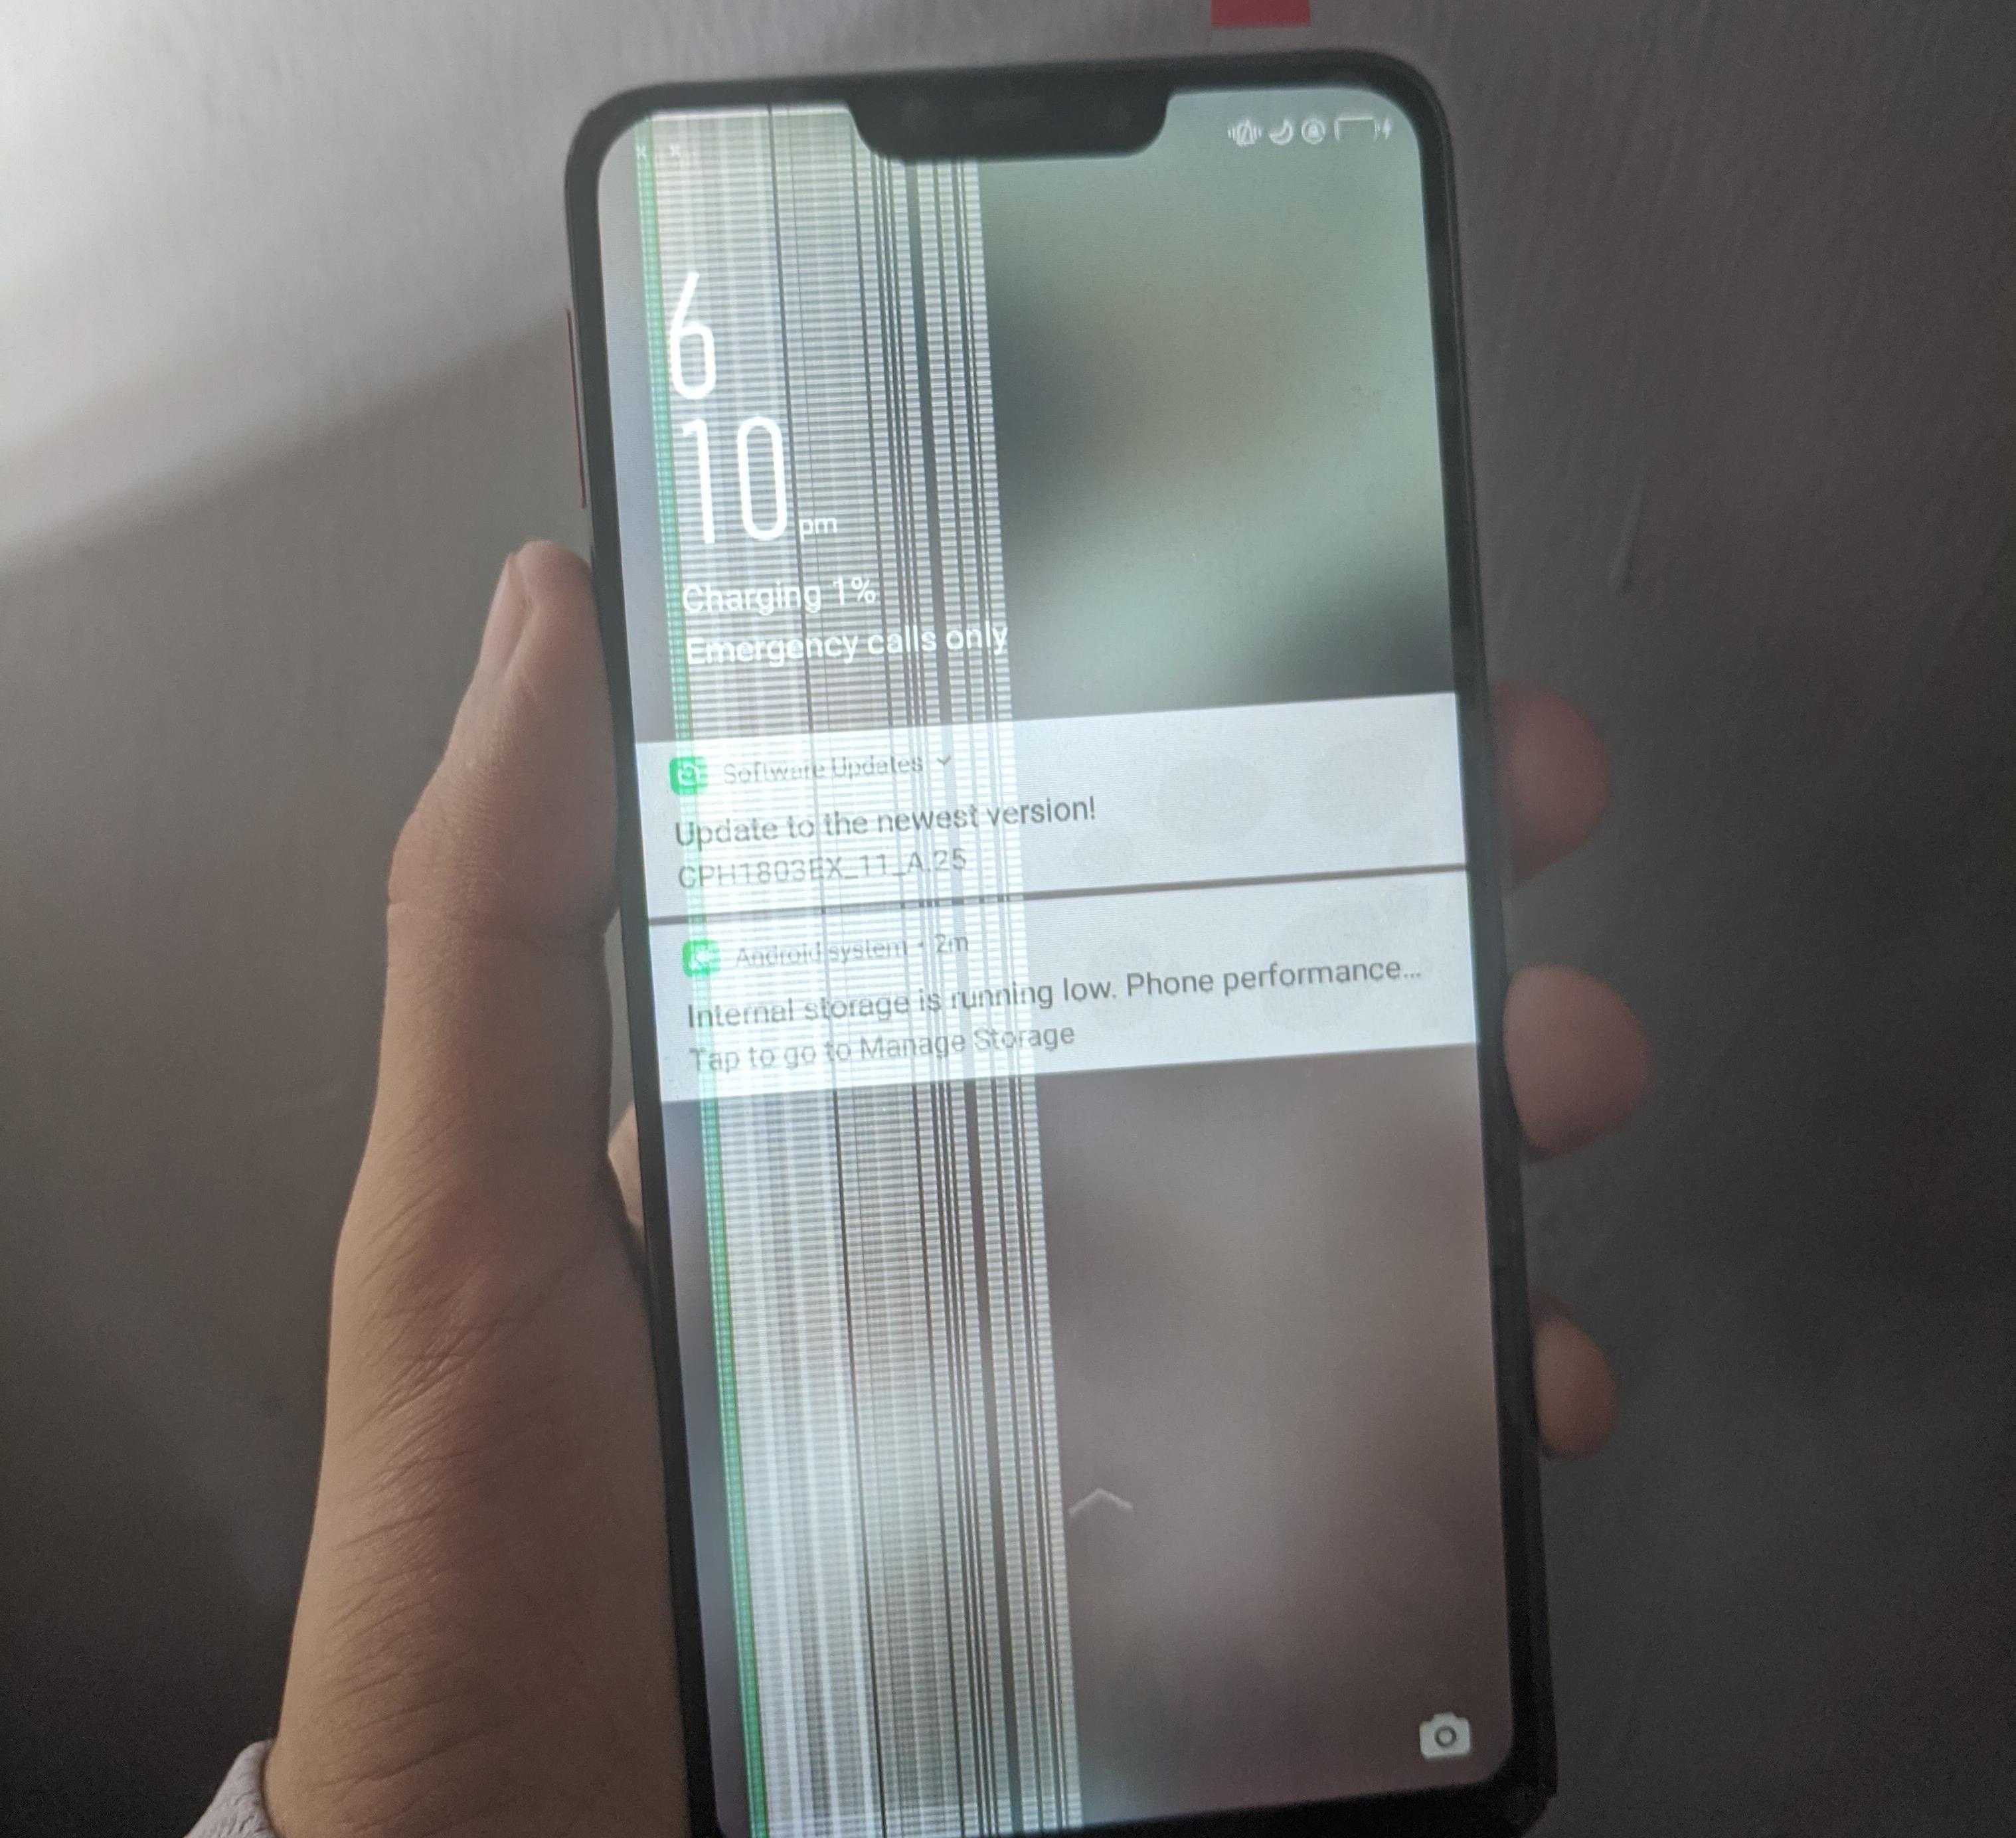 6
10 pm
Charging 1%
Emergency calls only
Software Updates
Update to the newest version!
CPH1803EX_11_A.25
Android system · 2m
Internal storage is running low. Phone performance...
Tap to go to Manage Storage